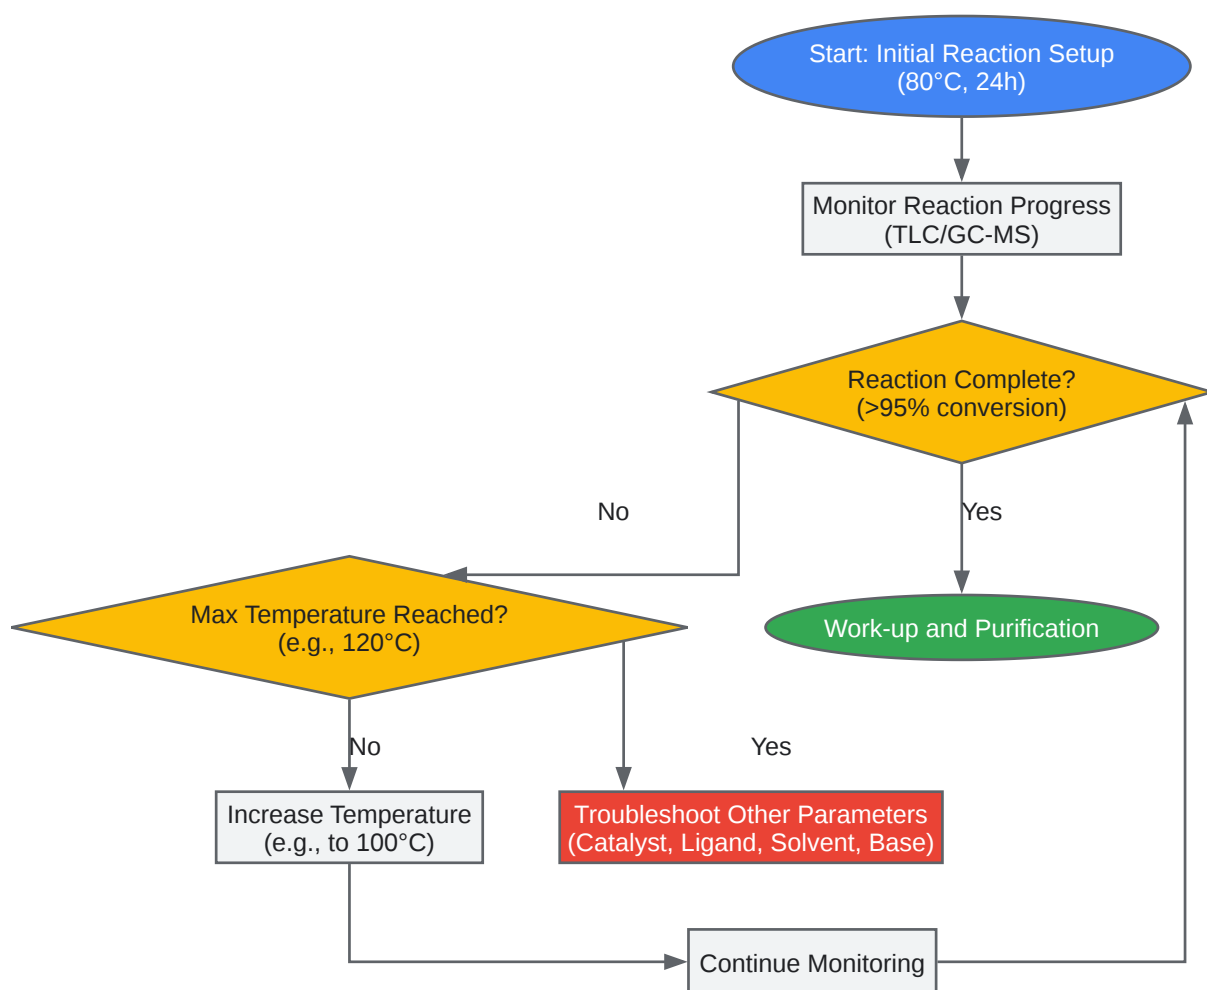 Start: Initial Reaction Setup
(80°C, 24h)
Monitor Reaction Progress
(TLC/GC-MS)
Reaction Complete?
(>95% conversion)
No
Yes
Max Temperature Reached?
(e.g., 120°C)
Work-up and Purification
No
Yes
Increase Temperature
(e.g., to 100°C)
Troubleshoot Other Parameters
(Catalyst, Ligand, Solvent, Base)
Continue Monitoring